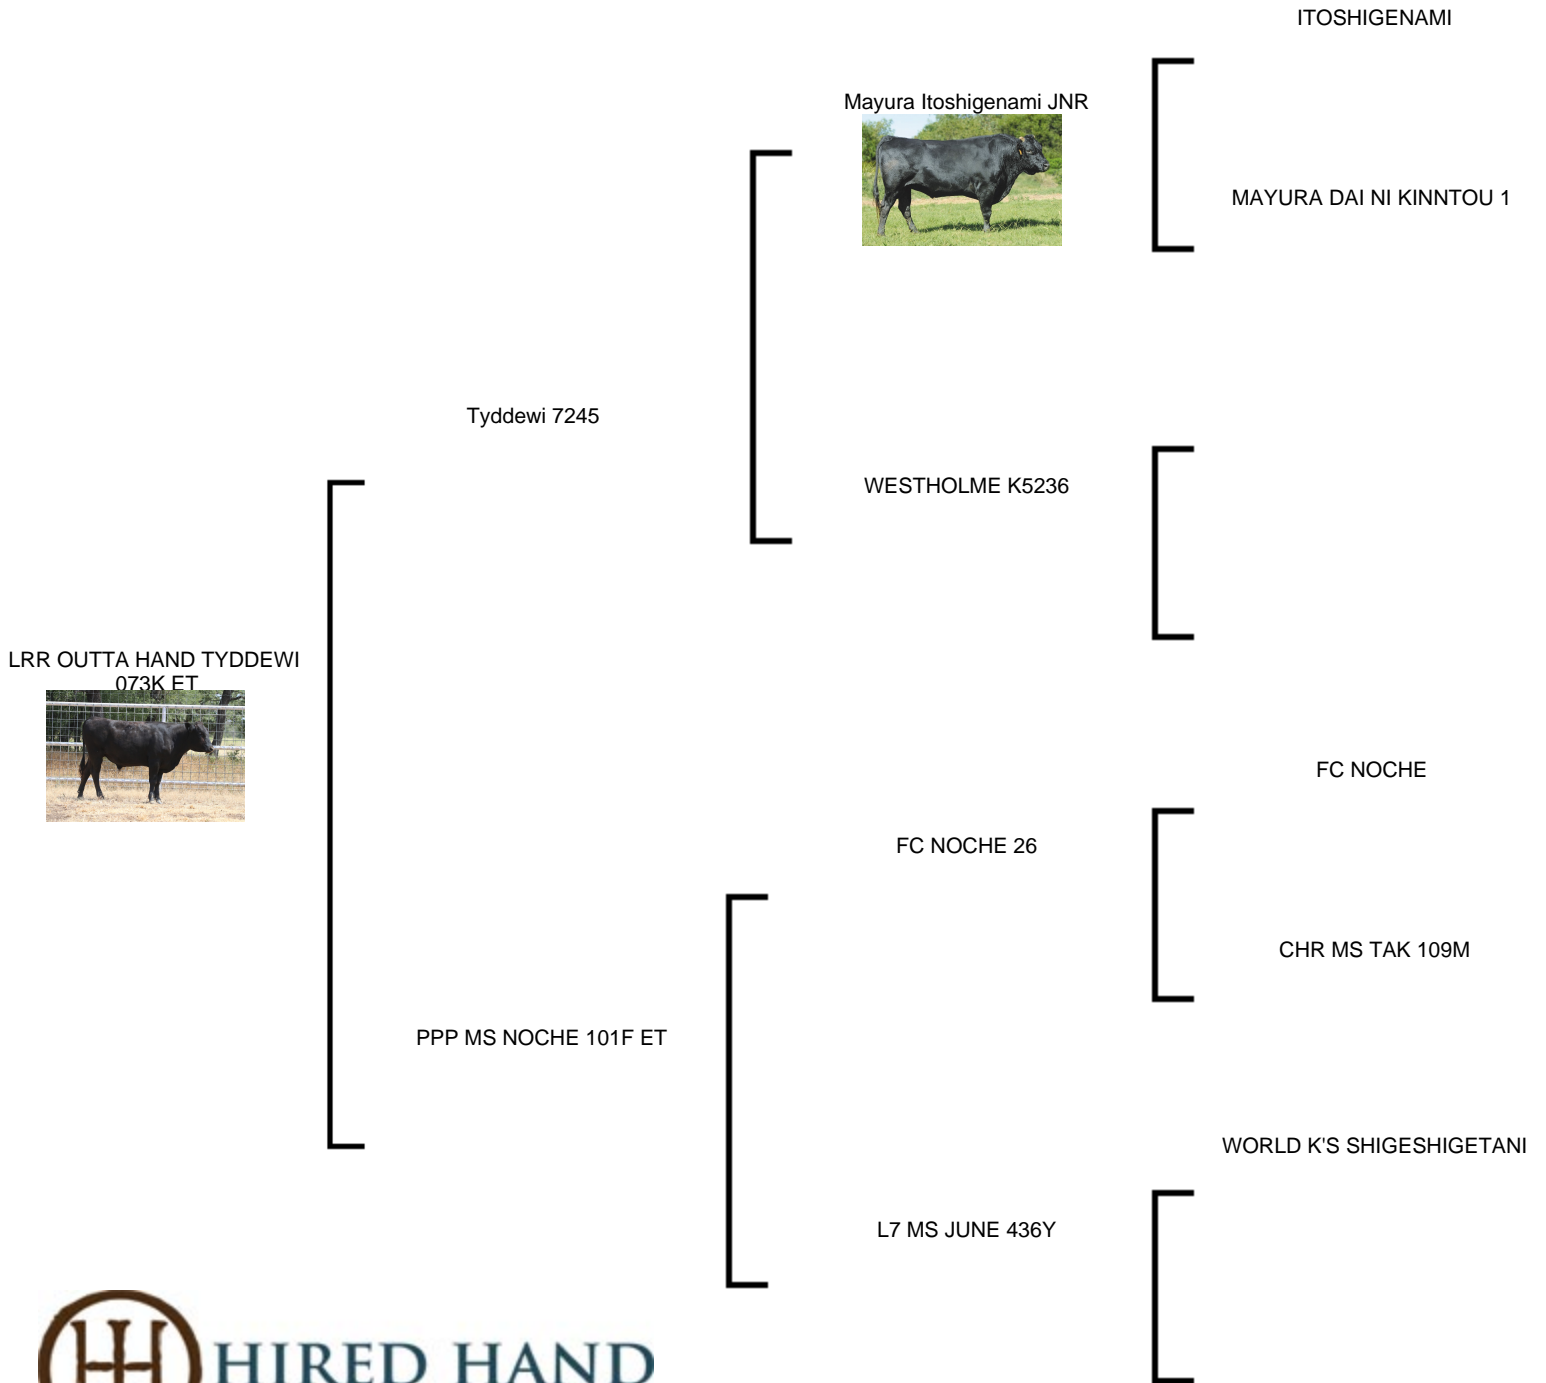 ITOSHIGENAMI
Mayura Itoshigenami JNR
MAYURA DAI NI KINNTOU 1
Tyddewi 7245
WESTHOLME K5236
LRR OUTTA HAND TYDDEWI
073K ET
FC NOCHE
FC NOCHE 26
CHR MS TAK 109M
PPP MS NOCHE 101F ET
WORLD K'S SHIGESHIGETANI
L7 MS JUNE 436Y
HIRED HAND